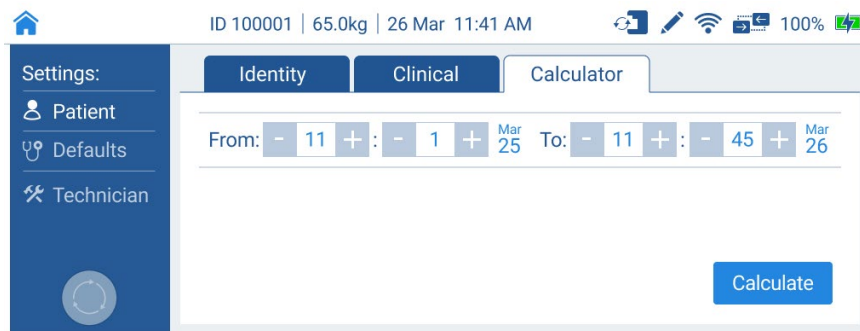 ID 100001 | 65.0kg | 26 Mar 11:41 AM 100%
Settings:
Patient
Defaults
Technician
Identity Clinical Calculator
From: - 11 + : - 1 + Mar 25 To: - 11 + : - 45 + Mar 26
Calculate